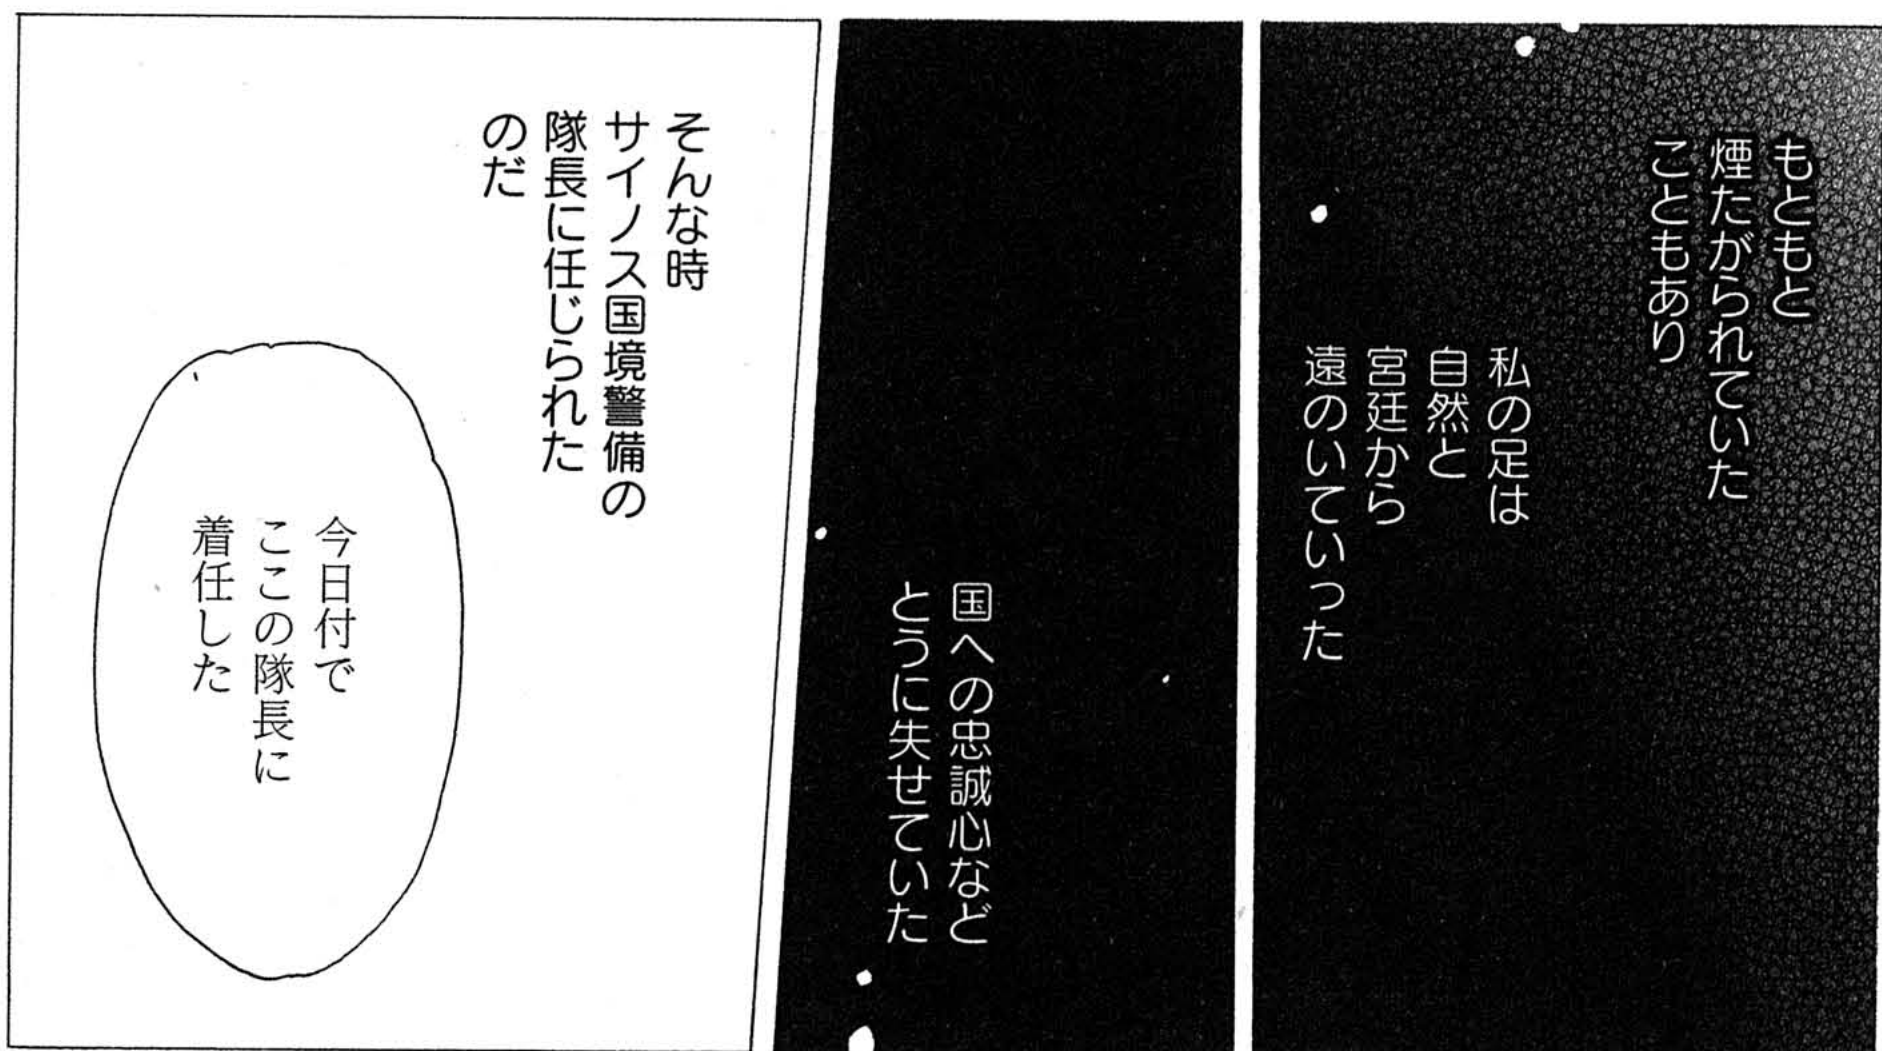 もともと
煙たがられていた
こともあり
私の足は
自然と
宮廷から
遠のいていった
国への忠誠心など
とうに失せていた
そんな時
サイノス国境警備の
隊長に任じられた
のだ
今日付で
ここの隊長に
着任した